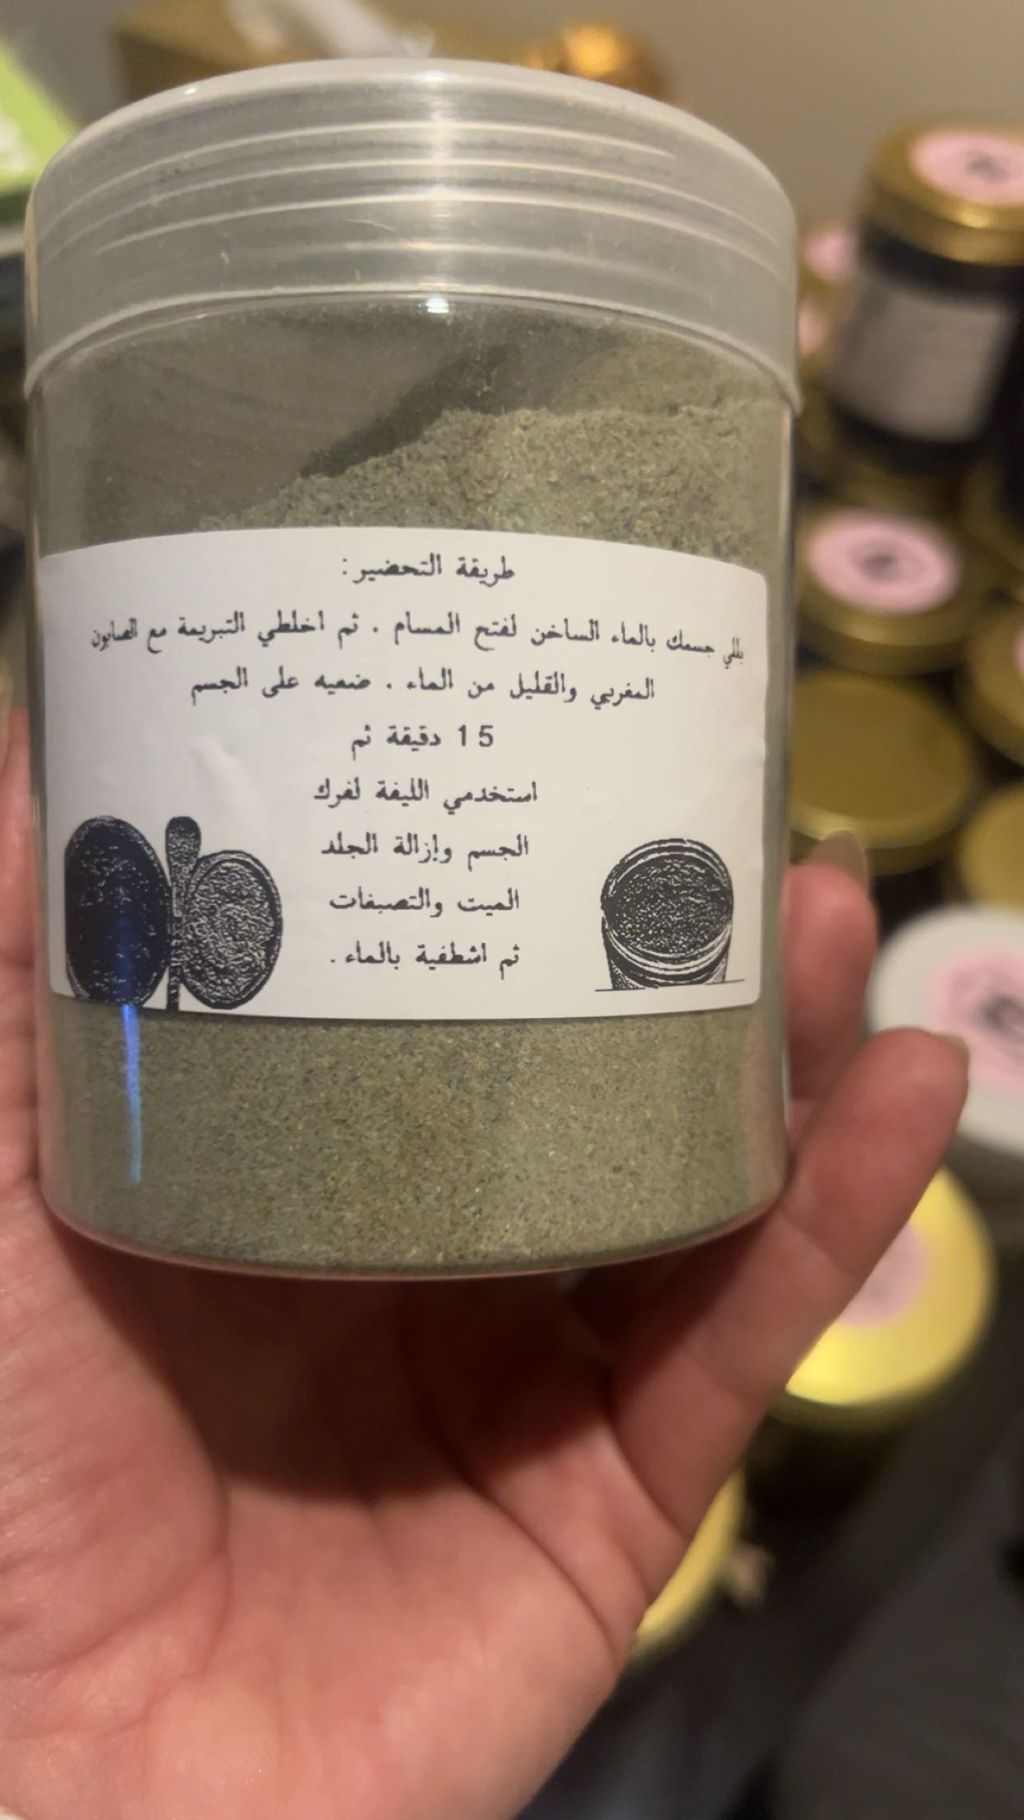 طريقة التحضير:
بللي جسمك بالماء الساخن لفتح المسام . ثم اخلطي التبريمة مع الصابون
المغربي والقليل من الماء . ضعيه على الجسم
15 دقيقة ثم
استخدمي الليفة لفرك
الجسم وإزالة الجلد
الميت والتصبغات
ثم اشطفية بالماء .